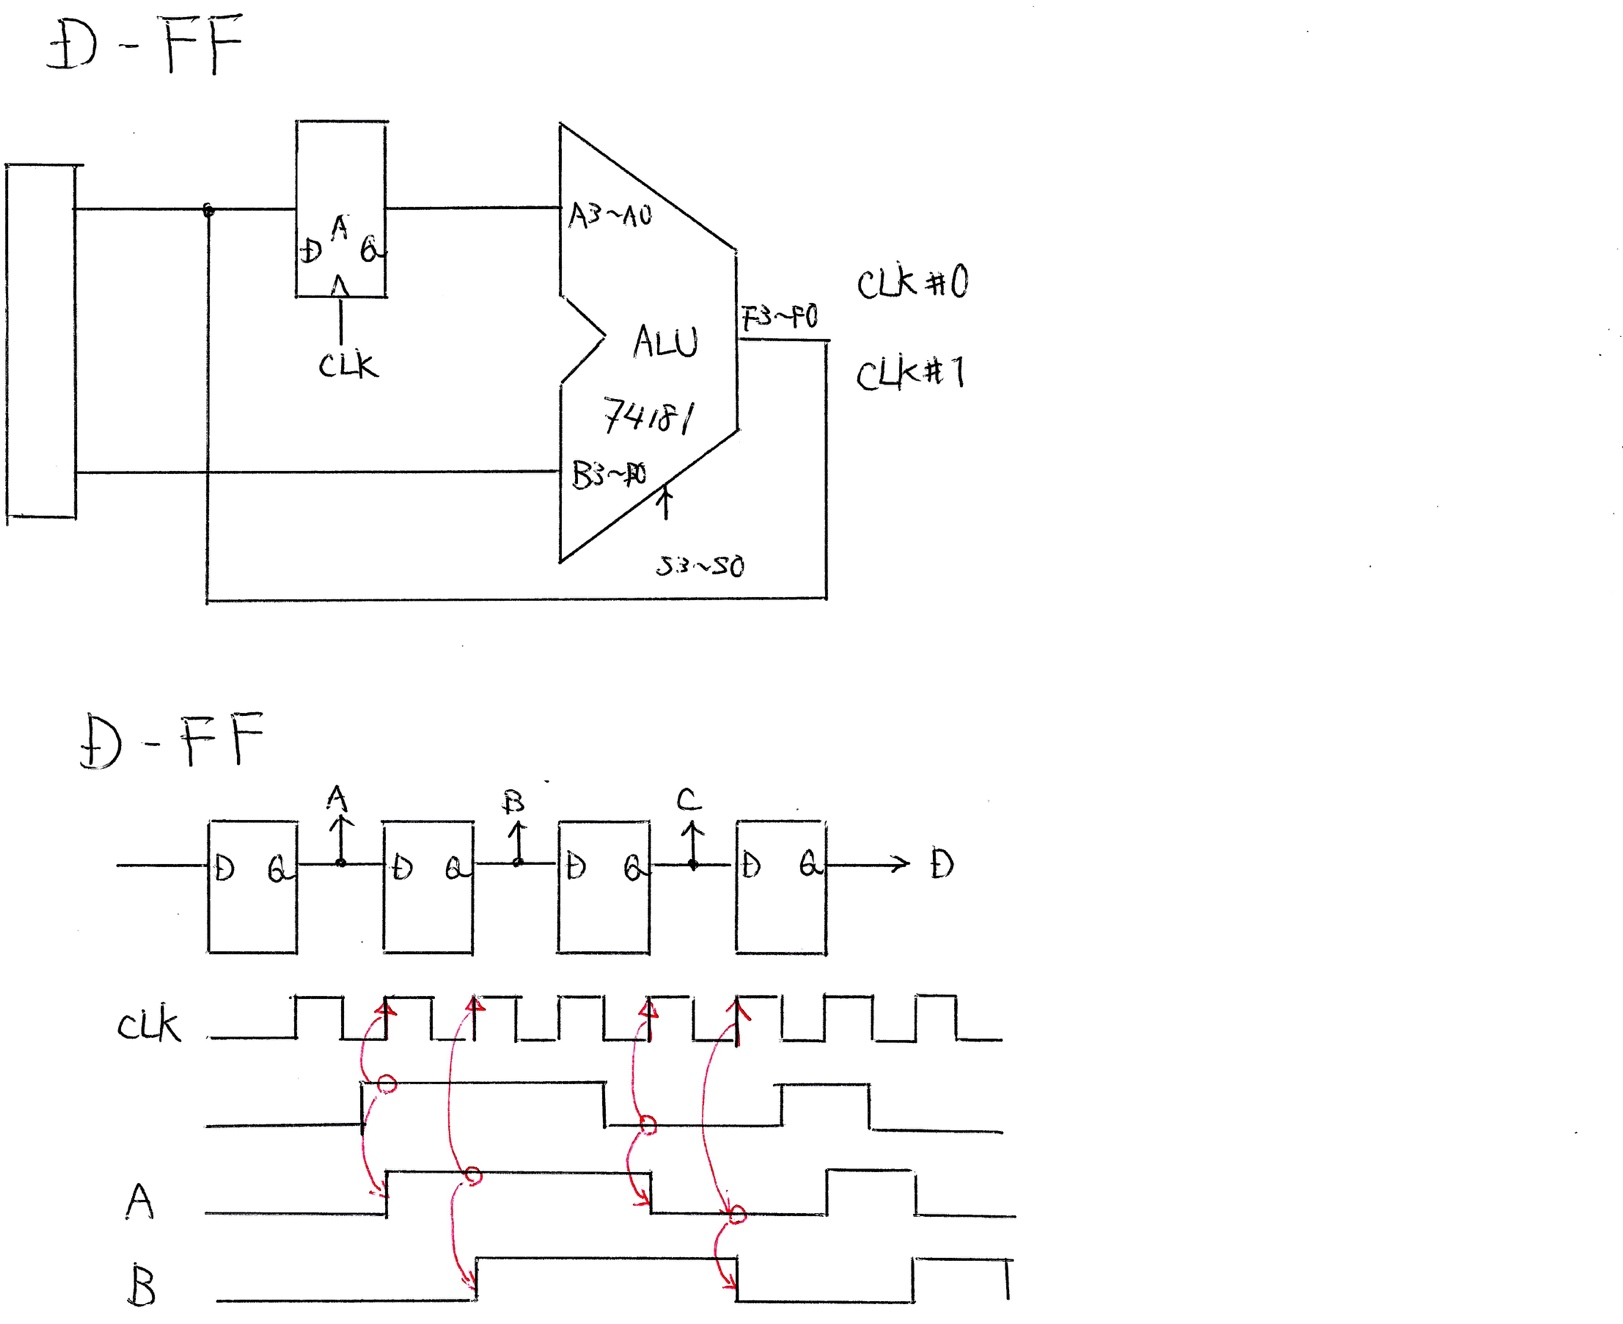 D-FF
A3~A0
A
D Q
CLK
CLK #0
F3~F0
ALU
CLK #1
74181
B3~B0
S3~S0
D-FF
A B C
D Q D Q D Q D Q D
CLK
A
B